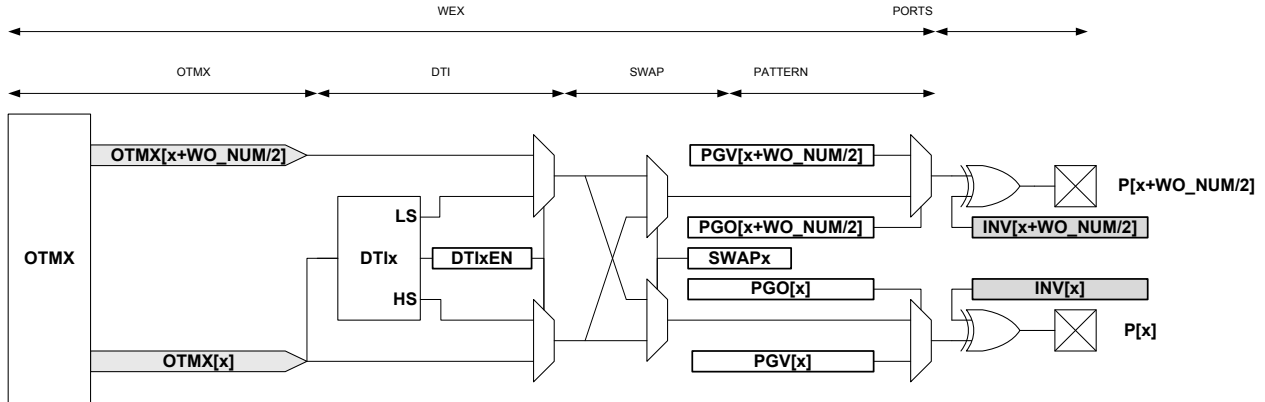 WEX
PORTS
OTMX
DTI
SWAP
PATTERN
OTMX[x+WO_NUM/2]
PGV[x+WO_NUM/2]
P[x+WO_NUM/2]
LS
PGO[x+WO_NUM/2]
INV[x+WO_NUM/2]
OTMX
DTIx
DTIxEN
SWAPx
HS
PGO[x]
INV[x]
P[x]
OTMX[x]
PGV[x]